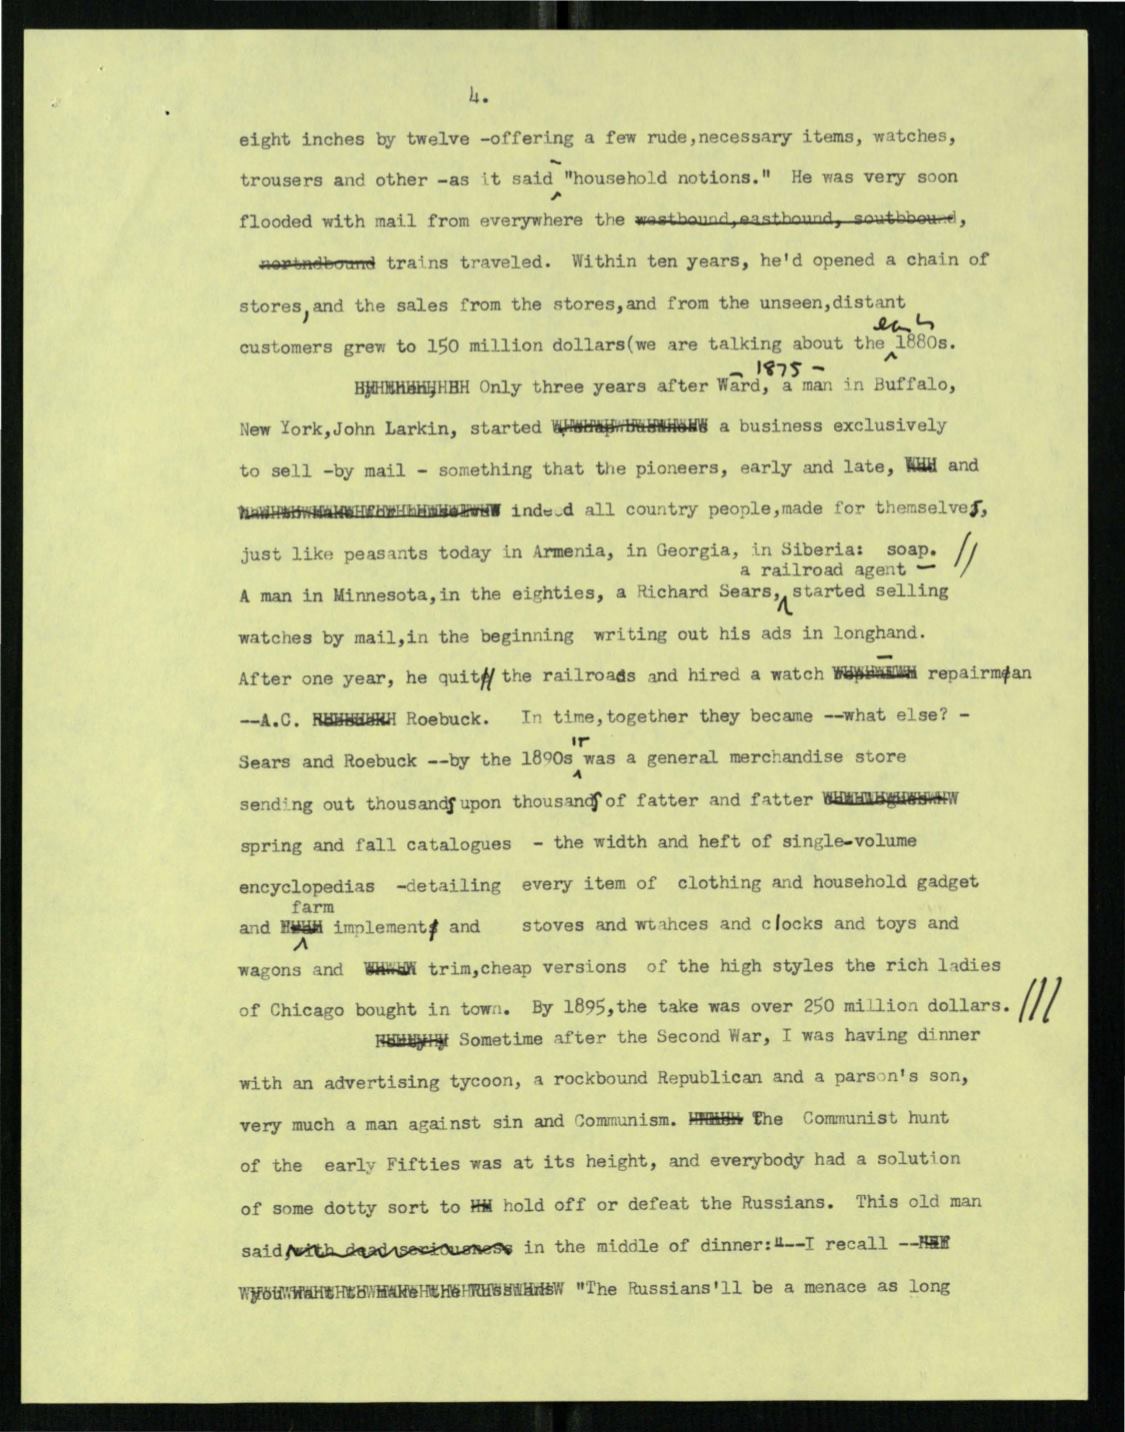 4.
eight inches by twelve -offering a few rude,necessary items, watches,
trousers and other -as it said "household notions."  He was very soon
flooded with mail from everywhere the westbound,eastbound, southbound,
nortndbound trains traveled.  Within ten years, he'd opened a chain of
stores,and the sales from the stores,and from the unseen,distant
early
customers grew to 150 million dollars(we are talking about the 1880s.
1875 -
Only three years after Ward, a man in Buffalo,
New York,John Larkin, started a business exclusively
to sell -by mail - something that the pioneers, early and late, and
indeed all country people,made for themselves,
just like peasants today in Armenia, in Georgia, in Siberia:  soap. //
a railroad agent -
A man in Minnesota,in the eighties, a Richard Sears, started selling
watches by mail,in the beginning  writing out his ads in longhand.
After one year, he quit the railroads and hired a watch repairman
--A.C. Roebuck.   In time,together they became --what else? -
it
Sears and Roebuck --by the 1890s was a general merchandise store
sending out thousands upon thousands of fatter and fatter
spring and fall catalogues  - the width and heft of single-volume
encyclopedias  -detailing  every item of  clothing and household gadget
farm
and implement and    stoves and wtahces and clocks and toys and
wagons and trim,cheap versions  of the high styles the rich ladies
of Chicago bought in town.  By 1895,the take was over 250 million dollars. ///
Sometime after the Second War, I was having dinner
with an advertising tycoon, a rockbound Republican and a parson's son,
very much a man against sin and Communism. The  Communist hunt
of the  early Fifties was at its height, and everybody had a solution
of some dotty sort to hold off or defeat the Russians.  This old man
said,with dead seriousness in the middle of dinner:"--I recall --
you want to make the Russians "The Russians'll be a menace as long